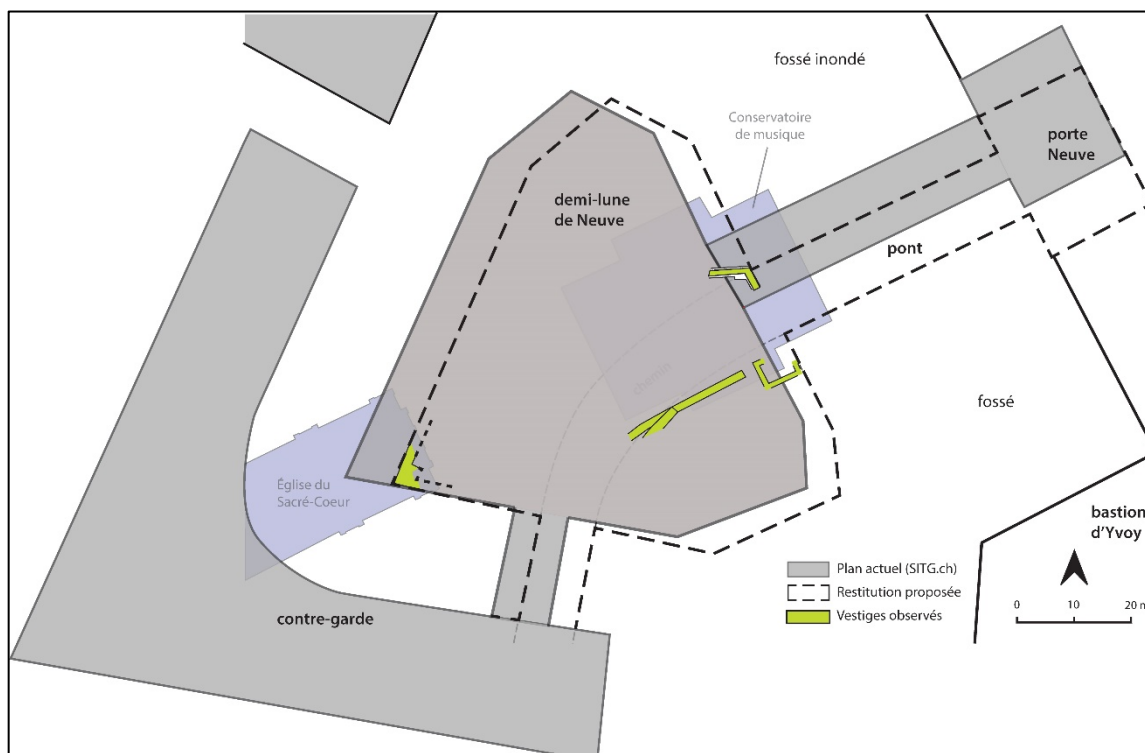 fossé inondé
Conservatoire
de musique
porte
Neuve
demi-lune
de Neuve
pont
chemin
fossé
Église du
Sacré-Coeur
bastion
d'Yvoy
contre-garde
Plan actuel (SITG.ch)
Restitution proposée
Vestiges observés
0 10 20 m